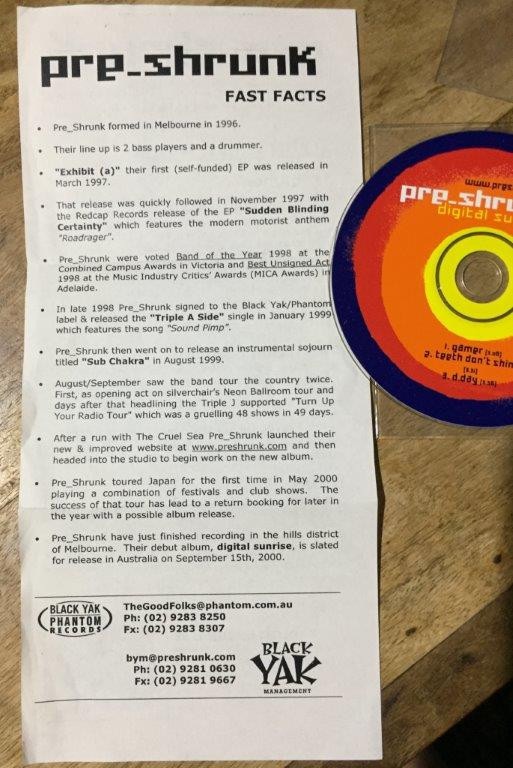 pre_shrunk
FAST FACTS
• Pre_Shrunk formed in Melbourne in 1996.
• Their line up is 2 bass players and a drummer.
• "Exhibit (a)" their first (self-funded) EP was released in
March 1997.
• That release was quickly followed in November 1997 with
the Redcap Records release of the EP "Sudden Blinding
Certainty" which features the modern motorist anthem
"Roadrager".
• Pre_Shrunk were voted Band of the Year 1998 at the
Combined Campus Awards in Victoria and Best Unsigned Act
1998 at the Music Industry Critics' Awards (MICA Awards) in
Adelaide.
• In late 1998 Pre_Shrunk signed to the Black Yak/Phantom
label & released the "Triple A Side" single in January 1999
which features the song "Sound Pimp".
• Pre_Shrunk then went on to release an instrumental sojourn
titled "Sub Chakra" in August 1999.
• August/September saw the band tour the country twice.
First, as opening act on silverchair's Neon Ballroom tour and
days after that headlining the Triple J supported "Turn Up
Your Radio Tour" which was a gruelling 48 shows in 49 days.
• After a run with The Cruel Sea Pre_Shrunk launched their
new & improved website at www.preshrunk.com and then
headed into the studio to begin work on the new album.
• Pre_Shrunk toured Japan for the first time in May 2000
playing a combination of festivals and club shows. The
success of that tour has lead to a return booking for later in
the year with a possible album release.
• Pre_Shrunk have just finished recording in the hills district
of Melbourne. Their debut album, digital sunrise, is slated
for release in Australia on September 15th, 2000.
BLACK YAK
PHANTOM
RECORDS
TheGoodFolks@phantom.com.au
Ph: (02) 9283 8250
Fx: (02) 9283 8307
bym@preshrunk.com
Ph: (02) 9281 0630
Fx: (02) 9281 9667
BLACK
YAK
MANAGEMENT
www.pres
pre_shru
digital su
1. gamer [3.28]
2. teeth don't shin
3. d.day